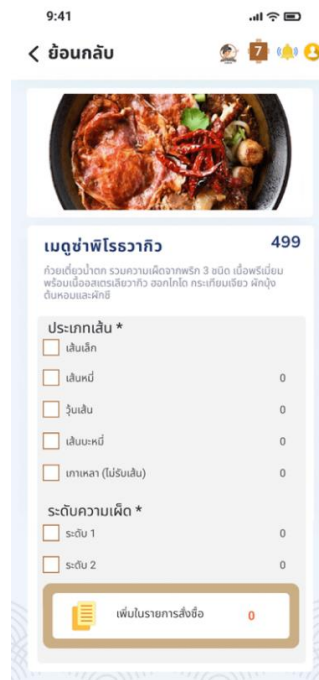 9:41
ย้อนกลับ
7
เมดูซ่าพิโรธวากิว 499
ก๋วยเตี๋ยวน้ำตก รวมความเผ็ดจากพริก 3 ชนิด เนื้อพรีเมี่ยม
พร้อมเนื้อออสเตรเลียวากิว ฮอกไกโด กระเทียมเจียว ผักบุ้ง
ต้นหอมและผักชี
ประเภทเส้น *
เส้นเล็ก
เส้นหมี่ 0
วุ้นเส้น 0
เส้นบะหมี่ 0
เกาเหลา (ไม่รับเส้น) 0
ระดับความเผ็ด *
ระดับ 1 0
ระดับ 2 0
เพิ่มในรายการสั่งซื้อ 0